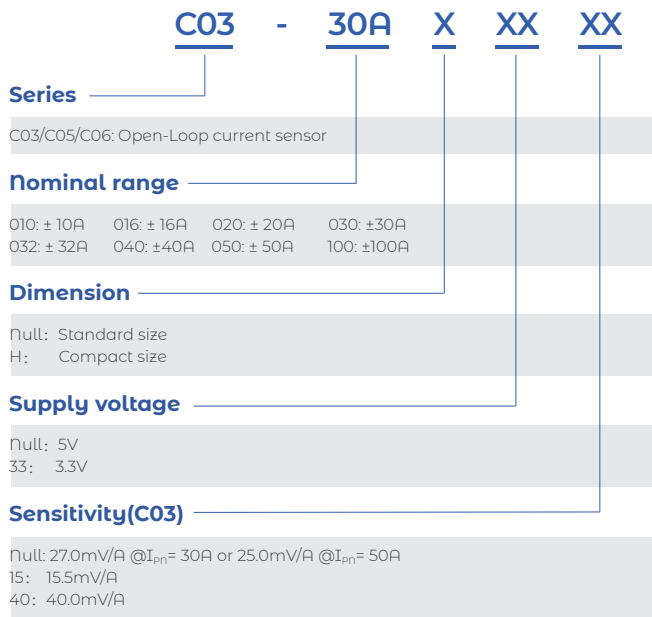 C03 - 30A X XX XX
Series
C03/C05/C06: Open-Loop current sensor
Nominal range
010: ± 10A 016: ± 16A 020: ± 20A 030: ±30A
032: ± 32A 040: ±40A 050: ± 50A 100: ±100A
Dimension
Null: Standard size
H: Compact size
Supply voltage
Null: 5V
33: 3.3V
Sensitivity(C03)
Null: 27.0mV/A @Iₚₙ= 30A or 25.0mV/A @Iₚₙ= 50A
15: 15.5mV/A
40: 40.0mV/A